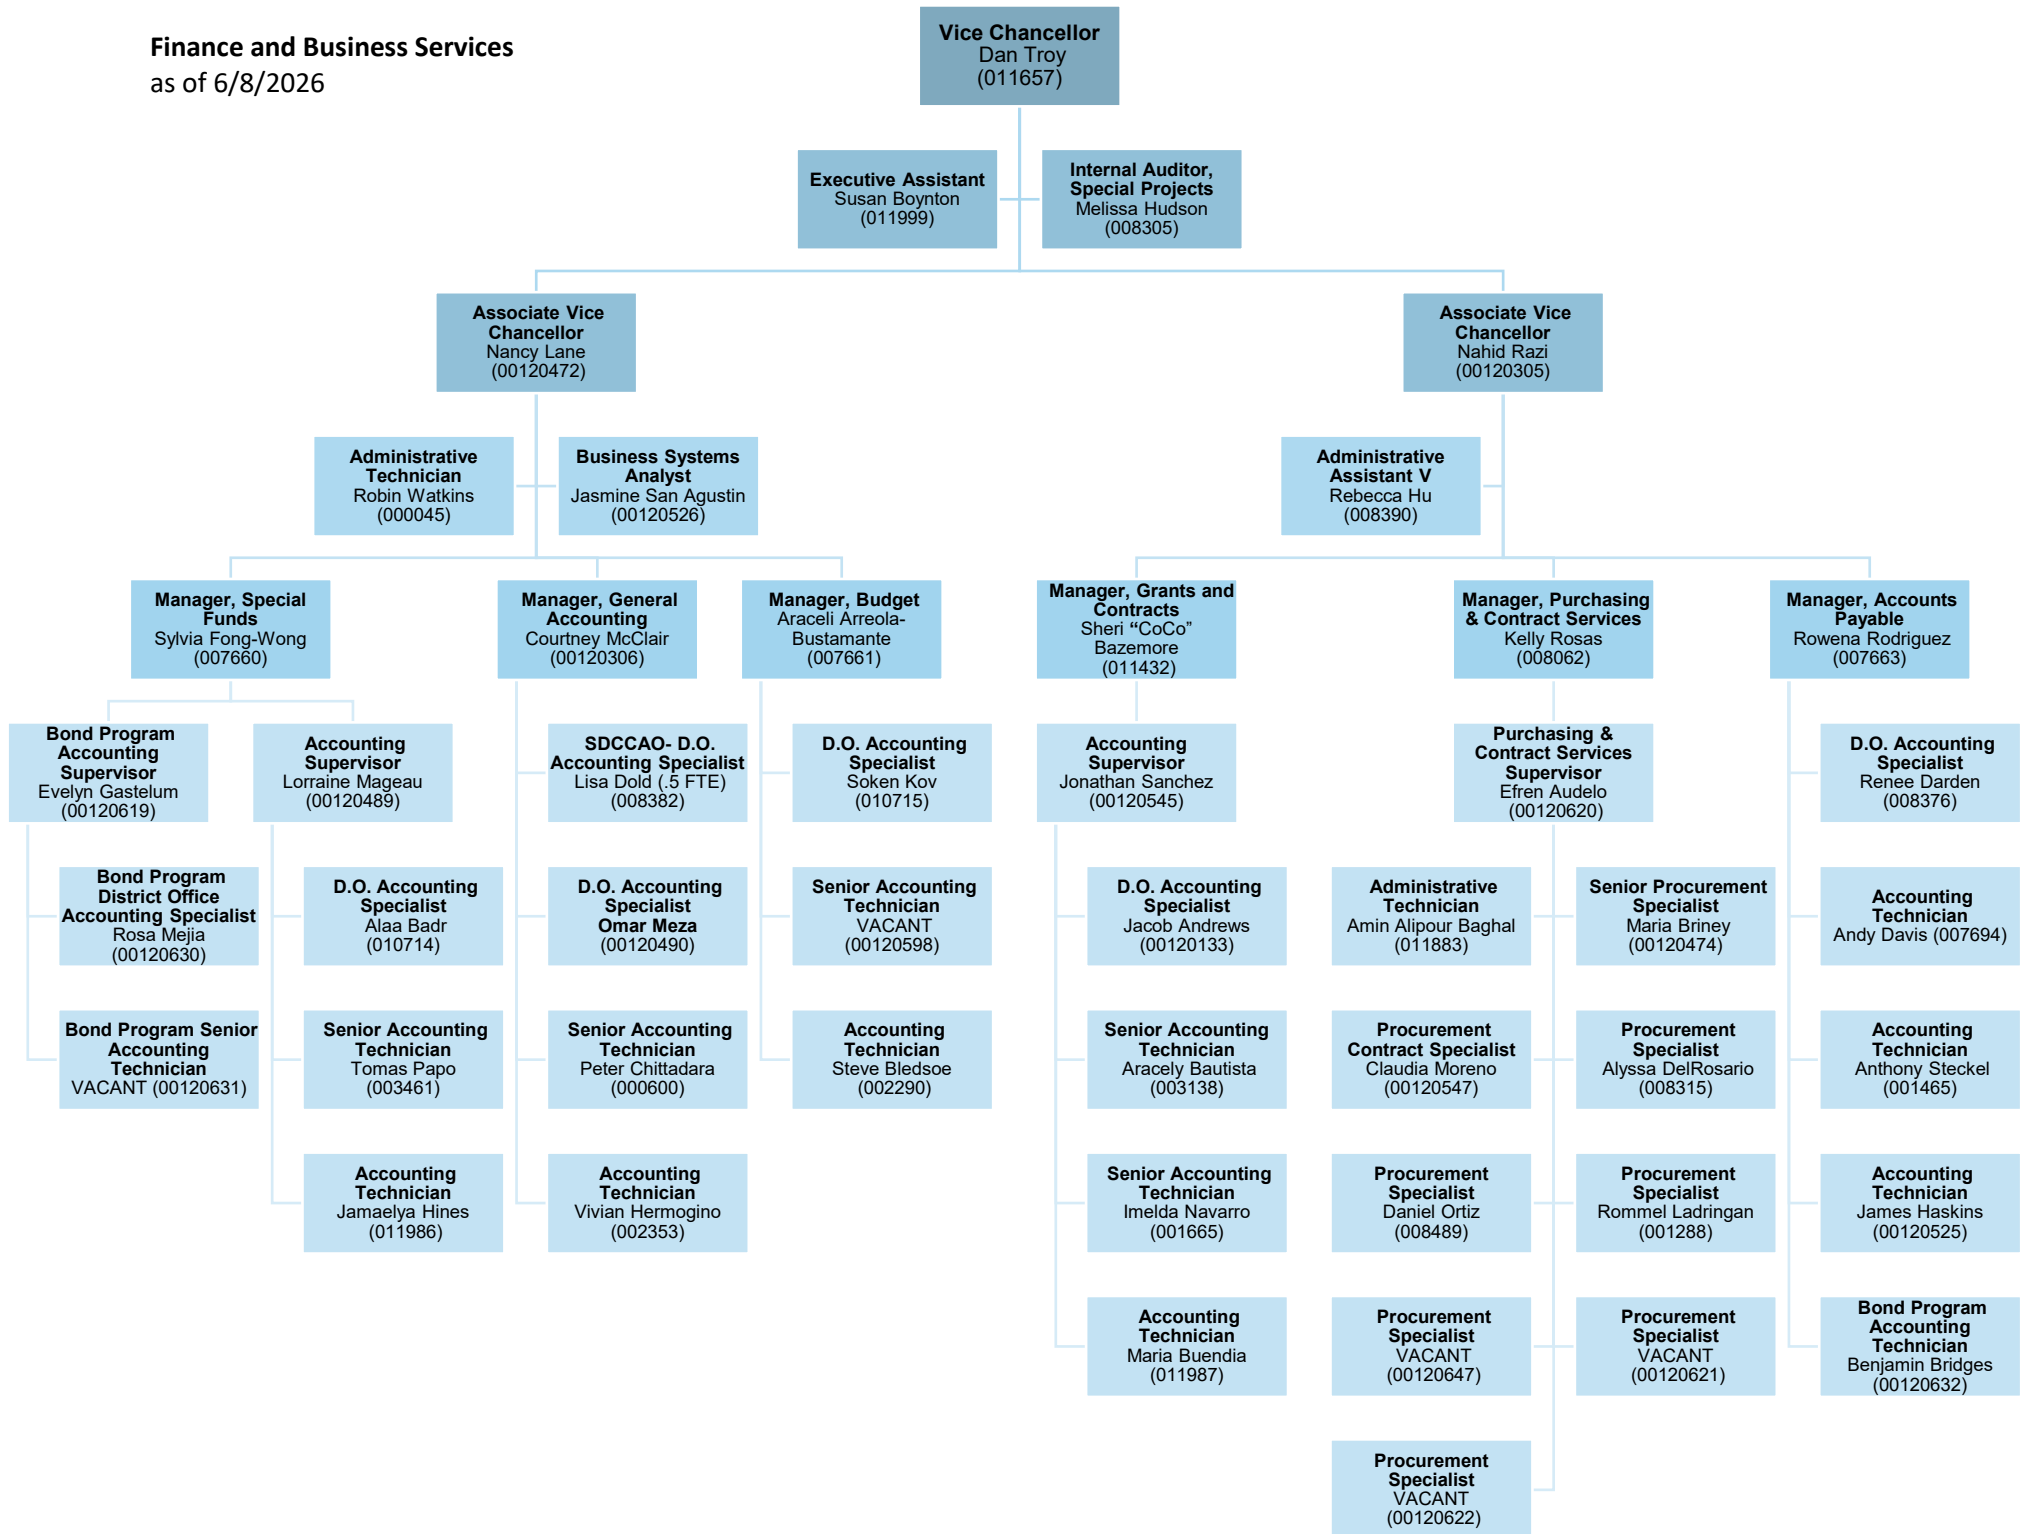 Finance and Business Services
as of 6/8/2026
Vice Chancellor
Dan Troy
(011657)
Executive Assistant
Susan Boynton
(011999)
Internal Auditor,
Special Projects
Melissa Hudson
(008305)
Associate Vice
Chancellor
Nancy Lane
(00120472)
Associate Vice
Chancellor
Nahid Razi
(00120305)
Administrative
Technician
Robin Watkins
(000045)
Business Systems
Analyst
Jasmine San Agustin
(00120526)
Administrative
Assistant V
Rebecca Hu
(008390)
Manager, Special
Funds
Sylvia Fong-Wong
(007660)
Manager, General
Accounting
Courtney McClair
(00120306)
Manager, Budget
Araceli Arreola-
Bustamante
(007661)
Manager, Grants and
Contracts
Sheri “CoCo”
Bazemore
(011432)
Manager, Purchasing
& Contract Services
Kelly Rosas
(008062)
Manager, Accounts
Payable
Rowena Rodriguez
(007663)
Bond Program
Accounting
Supervisor
Evelyn Gastelum
(00120619)
Accounting
Supervisor
Lorraine Mageau
(00120489)
SDCCAO- D.O.
Accounting Specialist
Lisa Dold (.5 FTE)
(008382)
D.O. Accounting
Specialist
Soken Kov
(010715)
Accounting
Supervisor
Jonathan Sanchez
(00120545)
Purchasing &
Contract Services
Supervisor
Efren Audelo
(00120620)
D.O. Accounting
Specialist
Renee Darden
(008376)
Bond Program
District Office
Accounting Specialist
Rosa Mejia
(00120630)
D.O. Accounting
Specialist
Alaa Badr
(010714)
D.O. Accounting
Specialist
Omar Meza
(00120490)
Senior Accounting
Technician
VACANT
(00120598)
D.O. Accounting
Specialist
Jacob Andrews
(00120133)
Administrative
Technician
Amin Alipour Baghal
(011883)
Senior Procurement
Specialist
Maria Briney
(00120474)
Accounting
Technician
Andy Davis (007694)
Bond Program Senior
Accounting
Technician
VACANT (00120631)
Senior Accounting
Technician
Tomas Papo
(003461)
Senior Accounting
Technician
Peter Chittadara
(000600)
Accounting
Technician
Steve Bledsoe
(002290)
Senior Accounting
Technician
Aracely Bautista
(003138)
Procurement
Contract Specialist
Claudia Moreno
(00120547)
Procurement
Specialist
Alyssa DelRosario
(008315)
Accounting
Technician
Anthony Steckel
(001465)
Accounting
Technician
Jamaelya Hines
(011986)
Accounting
Technician
Vivian Hermogino
(002353)
Senior Accounting
Technician
Imelda Navarro
(001665)
Procurement
Specialist
Daniel Ortiz
(008489)
Procurement
Specialist
Rommel Ladringan
(001288)
Accounting
Technician
James Haskins
(00120525)
Accounting
Technician
Maria Buendia
(011987)
Procurement
Specialist
VACANT
(00120647)
Procurement
Specialist
VACANT
(00120621)
Bond Program
Accounting
Technician
Benjamin Bridges
(00120632)
Procurement
Specialist
VACANT
(00120622)